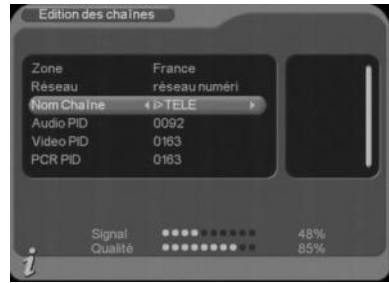 Edition des chaînes
Zone France
Réseau réseau numéri
Nom Chaîne i>TELE
Audio PID 0092
Video PID 0163
PCR PID 0163
Signal 48%
Qualité 85%
i